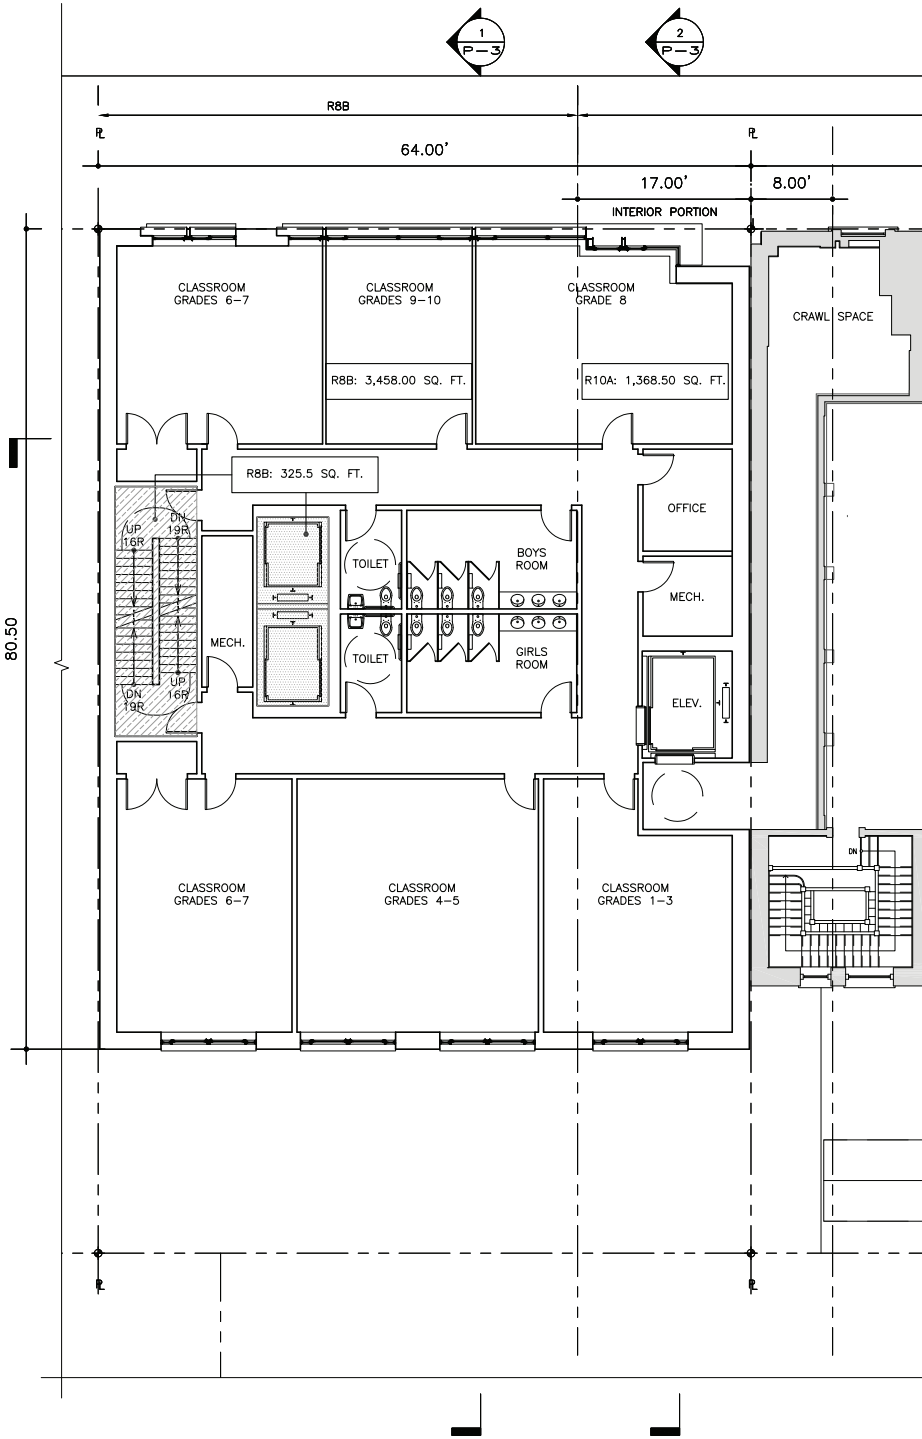 1
P-3
2
P-3
R8B
PL
PL
64.00'
17.00'
8.00'
INTERIOR PORTION
CLASSROOM
GRADES 6-7
CLASSROOM
GRADES 9-10
CLASSROOM
GRADE 8
CRAWL SPACE
R8B: 3,458.00 SQ. FT.
R10A: 1,368.50 SQ. FT.
R8B: 325.5 SQ. FT.
OFFICE
UP
16R
DN
19R
TOILET
BOYS
ROOM
MECH.
80.50
MECH.
TOILET
GIRLS
ROOM
DN
19R
UP
16R
ELEV.
DN
CLASSROOM
GRADES 6-7
CLASSROOM
GRADES 4-5
CLASSROOM
GRADES 1-3
PL
PL